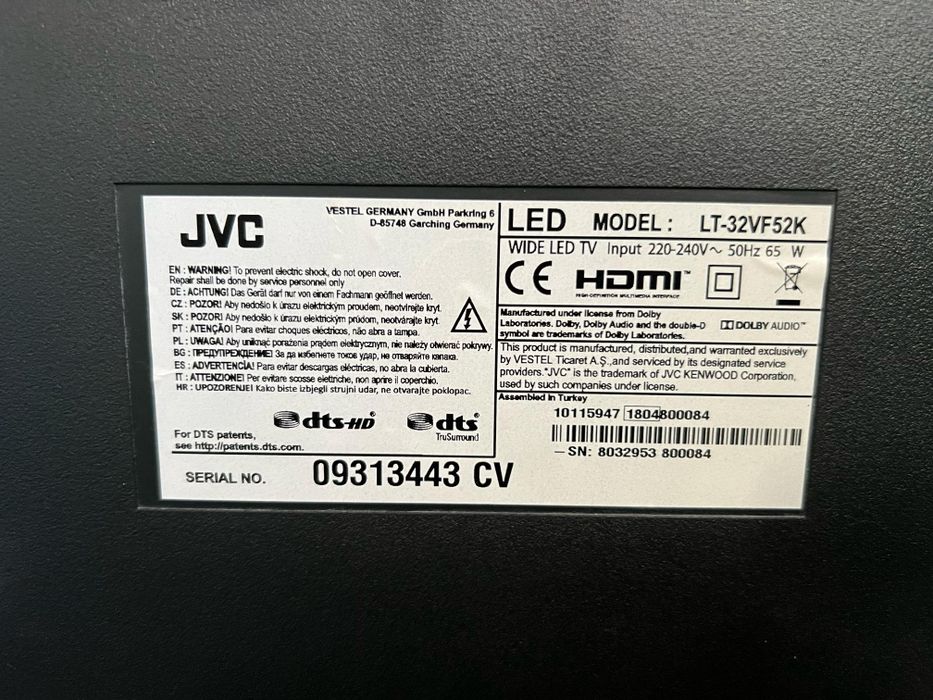 JVC
VESTEL GERMANY GmbH Parkring 6
D-85748 Garching Germany
EN : WARNING! To prevent electric shock, do not open cover.
Repair shall be done by service personnel only
DE : ACHTUNG! Das Gerät darf nur von einem Fachmann geöffnet werden.
CZ : POZOR! Aby nedošlo k úrazu elektrickým proudem, neotvírejte kryt.
SK : POZOR! Aby nedošlo k úrazu elektrickým prúdom, neotvárajte kryt.
PT : ATENÇÃO! Para evitar choques eléctricos, não abra a tampa.
PL : UWAGA! Aby uniknąć porażenia prądem elektrycznym, nie należy otwierać pokrywy.
BG : ПРЕДУПРЕЖДЕНИЕ! За да избегнете токов удар, не отваряйте капака.
ES : ADVERTENCIA! Para evitar descargas eléctricas, no abra la cubierta.
IT : ATTENZIONE! Per evitare scosse elettriche, non aprire il coperchio.
HR : UPOZORENJE! Kako biste izbjegli strujni udar, ne otvarajte poklopac.
dts-HD
dts
TruSurround
For DTS patents,
see http://patents.dts.com.
SERIAL NO. 09313443 CV
LED MODEL : LT-32VF52K
WIDE LED TV Input 220-240V~ 50Hz 65 W
CE HDMI™
HIGH-DEFINITION MULTIMEDIA INTERFACE
Manufactured under license from Dolby
Laboratories. Dolby, Dolby Audio and the double-D
symbol are trademarks of Dolby Laboratories.
DOLBY AUDIO™
This product is manufactured, distributed,and warranted exclusively
by VESTEL Ticaret A.Ş.,and serviced by its designated service
providers."JVC" is the trademark of JVC KENWOOD Corporation,
used by such companies under license.
Assembled in Turkey
10115947 1804800084
–SN: 8032953 800084